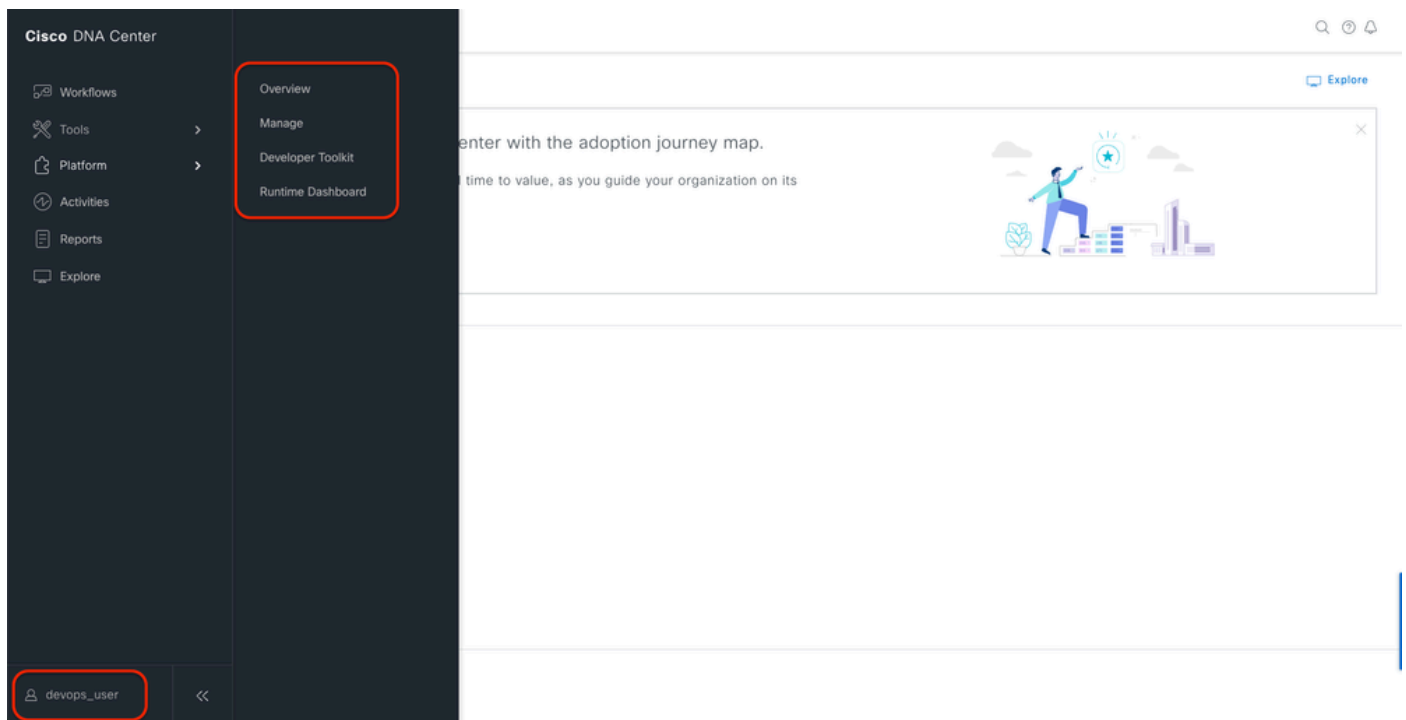 Cisco DNA Center
Workflows
Tools
Platform
Activities
Reports
Explore
devops_user
Overview
Manage
Developer Toolkit
Runtime Dashboard
Explore
enter with the adoption journey map.
time to value, as you guide your organization on its